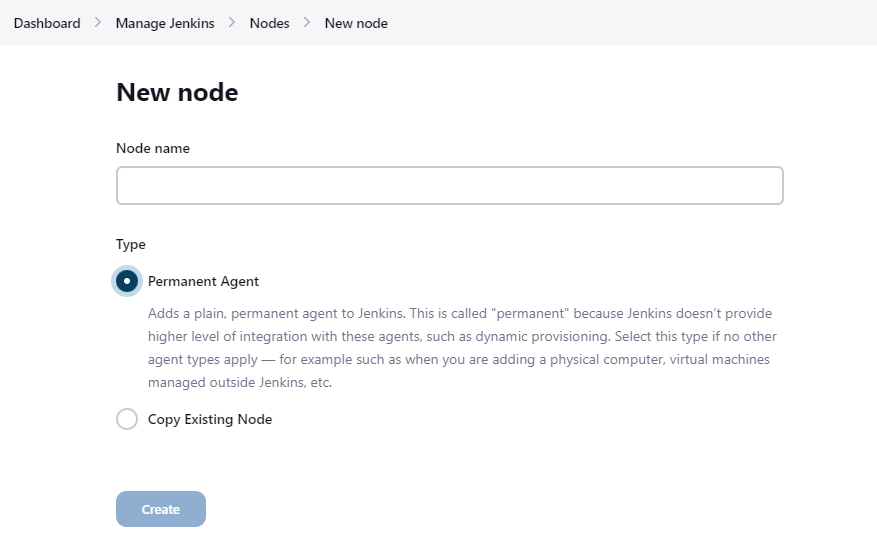 Dashboard > Manage Jenkins > Nodes > New node
New node
Node name
Type
Permanent Agent
Adds a plain, permanent agent to Jenkins. This is called "permanent" because Jenkins doesn’t provide
higher level of integration with these agents, such as dynamic provisioning. Select this type if no other
agent types apply — for example such as when you are adding a physical computer, virtual machines
managed outside Jenkins, etc.
Copy Existing Node
Create